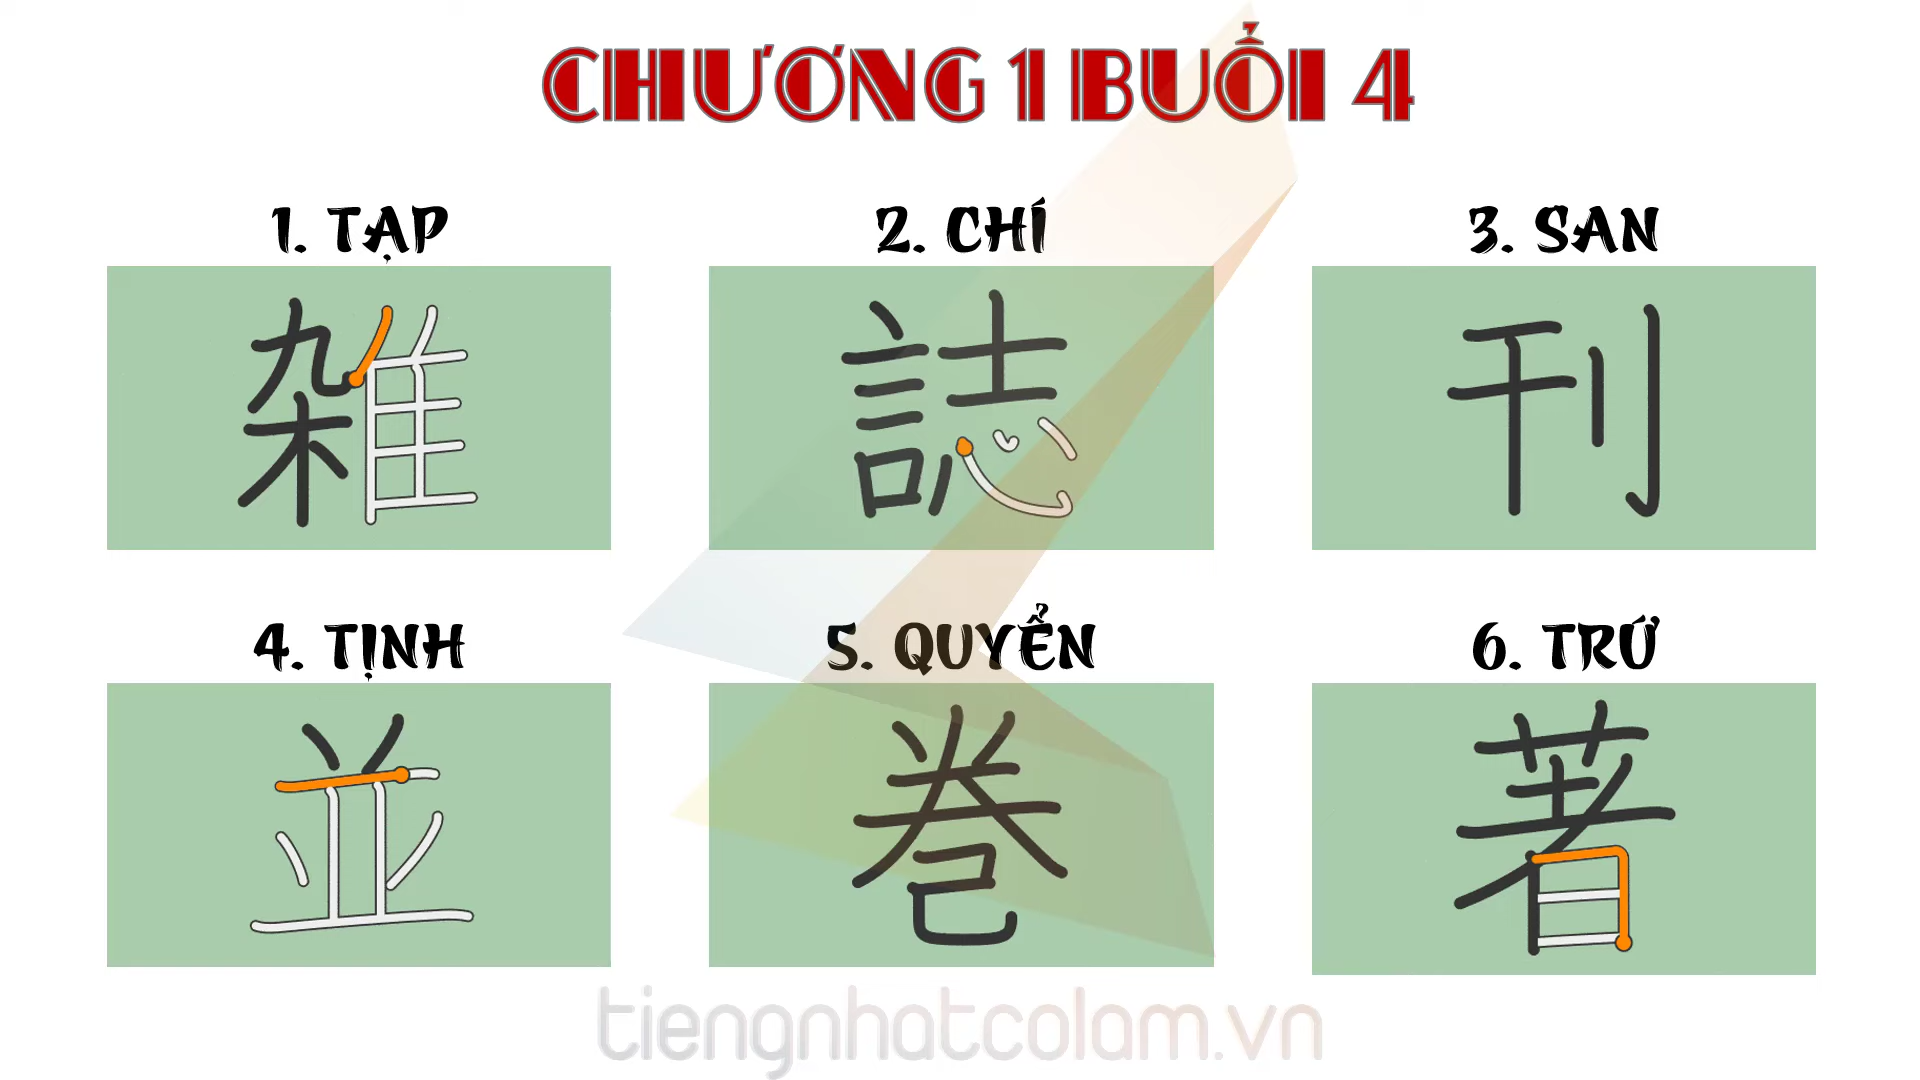 CHƯƠNG 1 BUỔI 4
1. TẠP
雑
2. CHÍ
誌
3. SAN
刊
4. TỊNH
並
5. QUYỂN
巻
6. TRỨ
著
tiengnhatcolam.vn